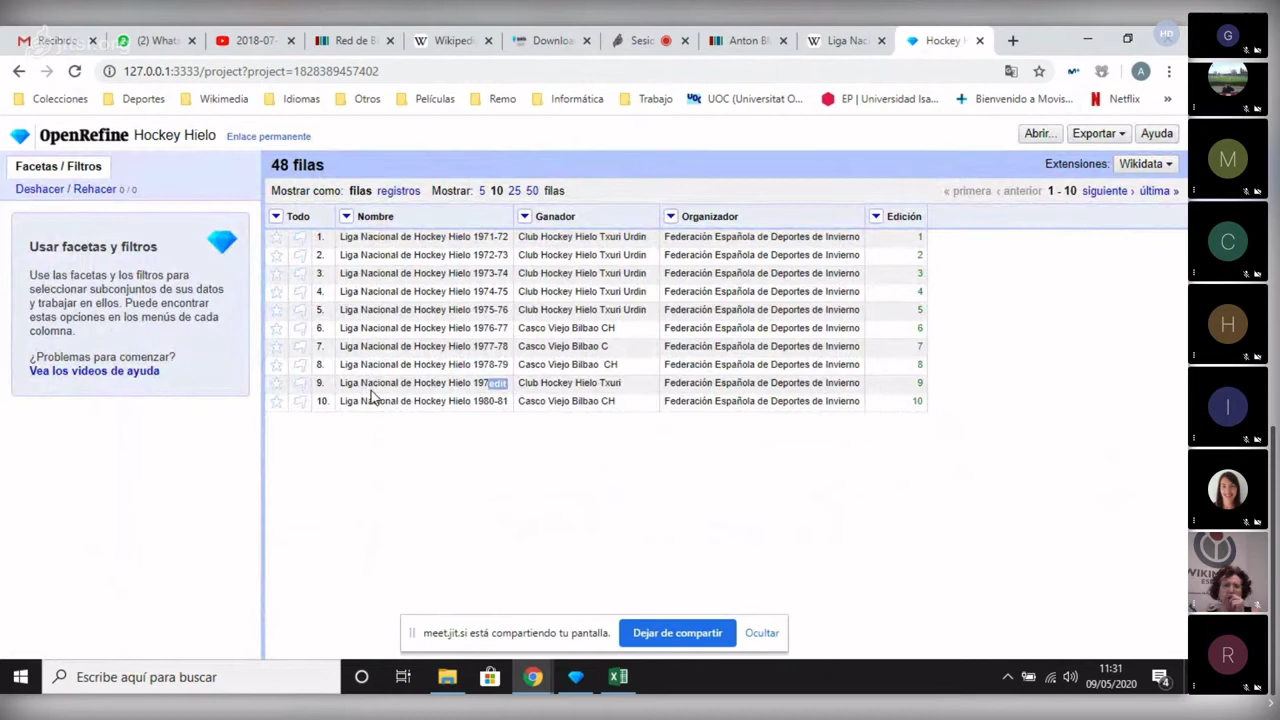 jitsi.org
Recibidos
(2) What
2018-07-
Red de B
Wikiped
Downloa
Sesic
Anton Bl
Liga Nac
Hockey
HD
127.0.0.1:3333/project?project=1828389457402
A
Colecciones
Deportes
Wikimedia
Idiomas
Otros
Películas
Remo
Informática
Trabajo
UOC (Universitat O...
EP | Universidad Isa...
Bienvenido a Movis...
Netflix
»
OPENREFINE Hockey Hielo Enlace permanente
Abrir... Exportar Ayuda
Facetas / Filtros
Deshacer / Rehacer 0 / 0
48 filas
Extensiones: Wikidata
Mostrar como: filas registros Mostrar: 5 10 25 50 filas
« primera ‹ anterior 1 - 10 siguiente › última »
Todo Nombre Ganador Organizador Edición
1. Liga Nacional de Hockey Hielo 1971-72 Club Hockey Hielo Txuri Urdin Federación Española de Deportes de Invierno 1
2. Liga Nacional de Hockey Hielo 1972-73 Club Hockey Hielo Txuri Urdin Federación Española de Deportes de Invierno 2
3. Liga Nacional de Hockey Hielo 1973-74 Club Hockey Hielo Txuri Urdin Federación Española de Deportes de Invierno 3
4. Liga Nacional de Hockey Hielo 1974-75 Club Hockey Hielo Txuri Urdin Federación Española de Deportes de Invierno 4
5. Liga Nacional de Hockey Hielo 1975-76 Club Hockey Hielo Txuri Urdin Federación Española de Deportes de Invierno 5
6. Liga Nacional de Hockey Hielo 1976-77 Casco Viejo Bilbao CH Federación Española de Deportes de Invierno 6
7. Liga Nacional de Hockey Hielo 1977-78 Casco Viejo Bilbao C Federación Española de Deportes de Invierno 7
8. Liga Nacional de Hockey Hielo 1978-79 Casco Viejo Bilbao CH Federación Española de Deportes de Invierno 8
9. Liga Nacional de Hockey Hielo 197 edit Club Hockey Hielo Txuri Federación Española de Deportes de Invierno 9
10. Liga Nacional de Hockey Hielo 1980-81 Casco Viejo Bilbao CH Federación Española de Deportes de Invierno 10
Usar facetas y filtros
Use las facetas y los filtros para
seleccionar subconjuntos de sus datos
y trabajar en ellos. Puede encontrar
estas opciones en los menús de cada
columna.
¿Problemas para comenzar?
Vea los videos de ayuda
meet.jit.si está compartiendo tu pantalla.
Dejar de compartir
Ocultar
Escribe aquí para buscar
11:31
09/05/2020
4
G
M
C
H
I
WIKIM
ES
R